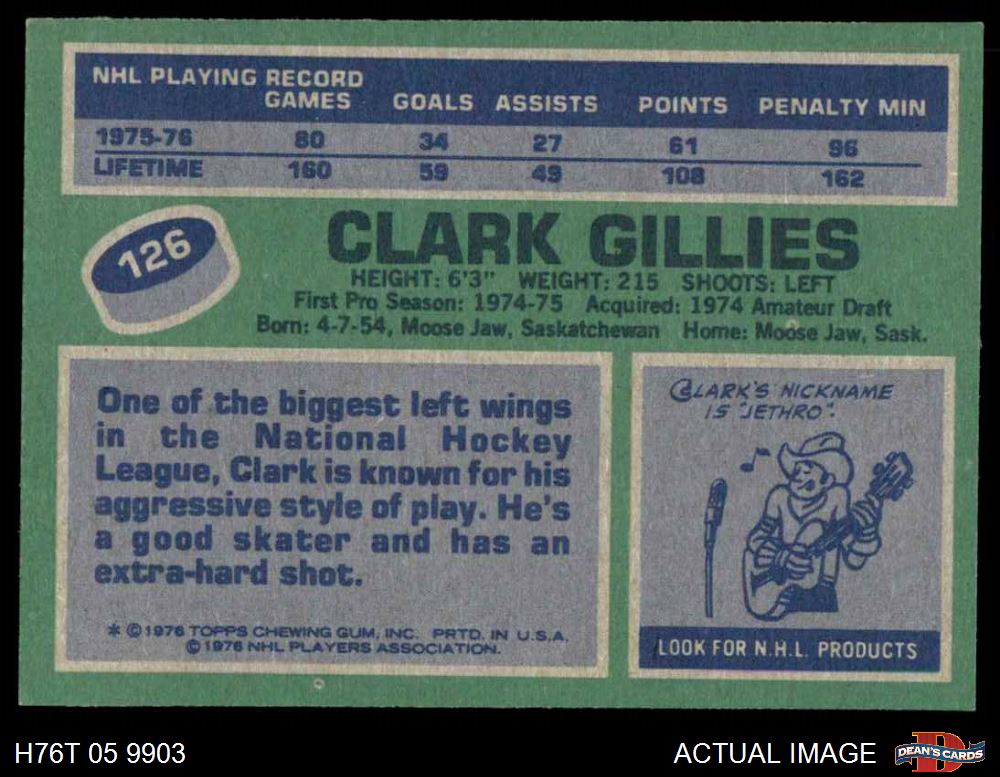 NHL PLAYING RECORD
GAMES GOALS ASSISTS POINTS PENALTY MIN
1975-76 80 34 27 61 96
LIFETIME 160 59 49 108 162
126
CLARK GILLIES
HEIGHT: 6'3" WEIGHT: 215 SHOOTS: LEFT
First Pro Season: 1974-75 Acquired: 1974 Amateur Draft
Born: 4-7-54, Moose Jaw, Saskatchewan Home: Moose Jaw, Sask.
One of the biggest left wings
in the National Hockey
League, Clark is known for his
aggressive style of play. He's
a good skater and has an
extra-hard shot.
* © 1976 TOPPS CHEWING GUM, INC. PRTD. IN U.S.A.
© 1976 NHL PLAYERS ASSOCIATION.
CLARK'S NICKNAME
IS "JETHRO".
LOOK FOR N.H.L. PRODUCTS
H76T 05 9903
ACTUAL IMAGE
D
DEAN'S CARDS